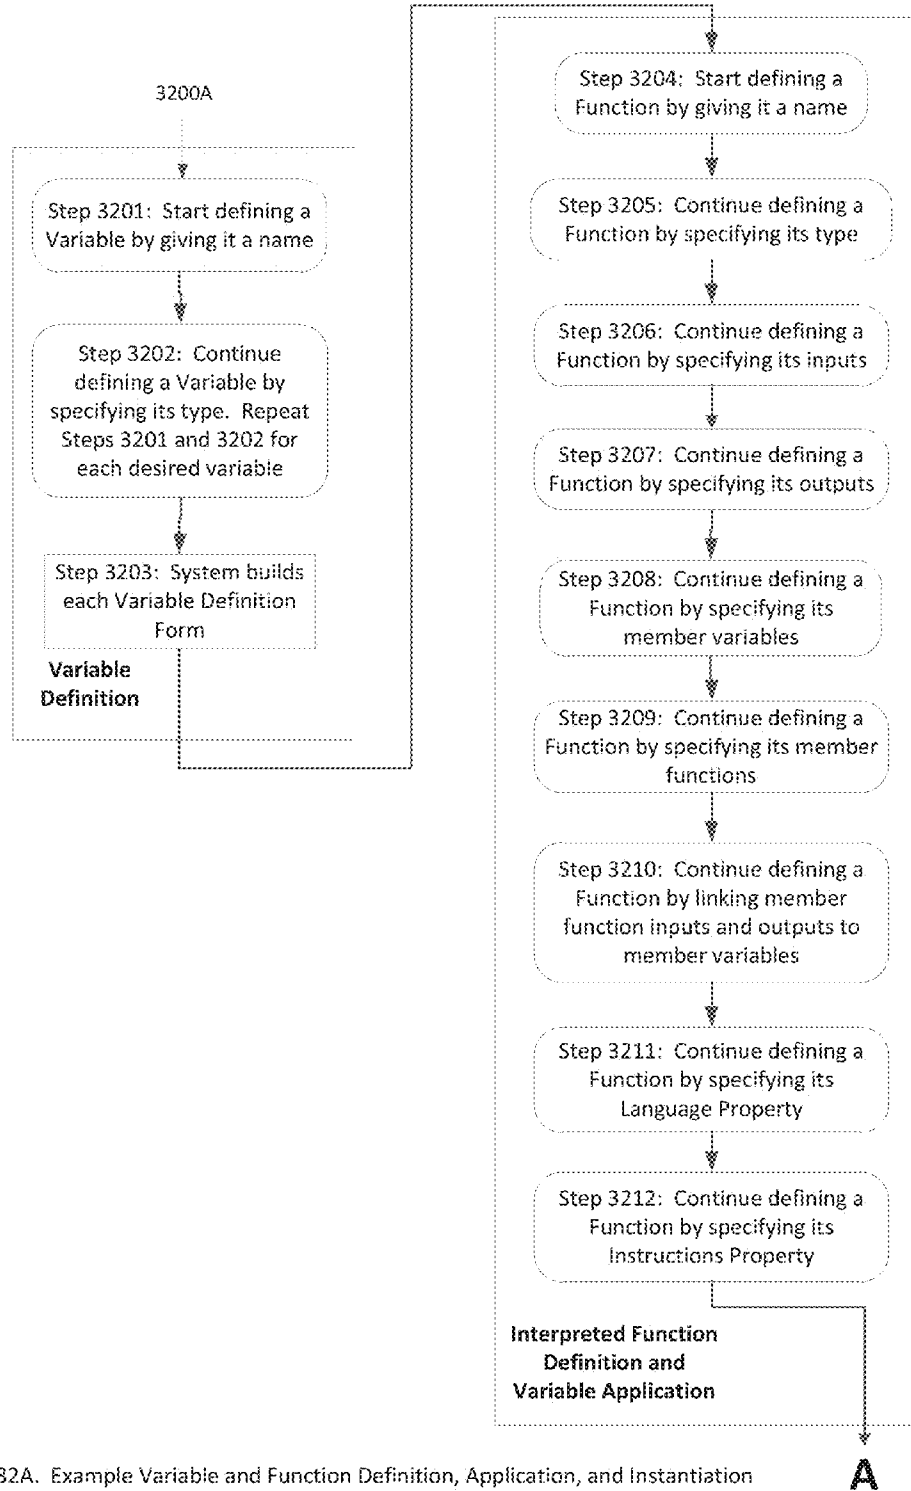 3200A
Step 3201: Start defining a
Variable by giving it a name
Step 3202: Continue
defining a Variable by
specifying its type. Repeat
Steps 3201 and 3202 for
each desired variable
Step 3203: System builds
each Variable Definition
Form
Variable
Definition
Step 3204: Start defining a
Function by giving it a name
Step 3205: Continue defining a
Function by specifying its type
Step 3206: Continue defining a
Function by specifying its inputs
Step 3207: Continue defining a
Function by specifying its outputs
Step 3208: Continue defining a
Function by specifying its
member variables
Step 3209: Continue defining a
Function by specifying its member
functions
Step 3210: Continue defining a
Function by linking member
function inputs and outputs to
member variables
Step 3211: Continue defining a
Function by specifying its
Language Property
Step 3212: Continue defining a
Function by specifying its
Instructions Property
Interpreted Function
Definition and
Variable Application
A
32A. Example Variable and Function Definition, Application, and Instantiation